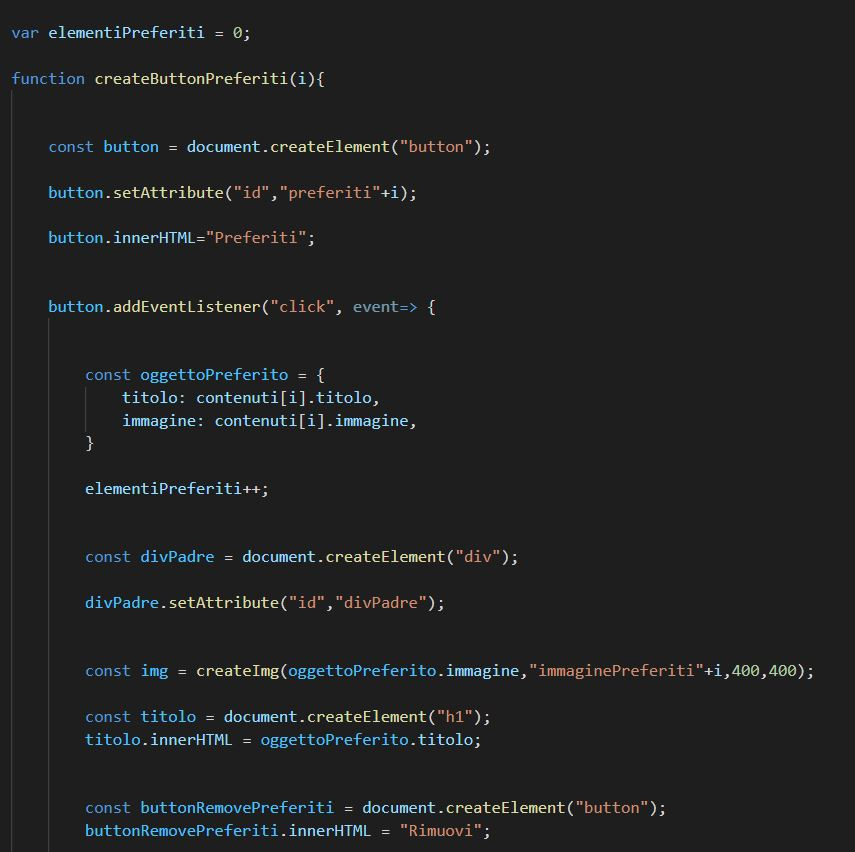 var elementiPreferiti = 0;
function createButtonPreferiti(i){
const button = document.createElement("button");
button.setAttribute("id","preferiti"+i);
button.innerHTML="Preferiti";
button.addEventListener("click", event=> {
const oggettoPreferito = {
titolo: contenuti[i].titolo,
immagine: contenuti[i].immagine,
}
elementiPreferiti++;
const divPadre = document.createElement("div");
divPadre.setAttribute("id","divPadre");
const img = createImg(oggettoPreferito.immagine,"immaginePreferiti"+i,400,400);
const titolo = document.createElement("h1");
titolo.innerHTML = oggettoPreferito.titolo;
const buttonRemovePreferiti = document.createElement("button");
buttonRemovePreferiti.innerHTML = "Rimuovi";